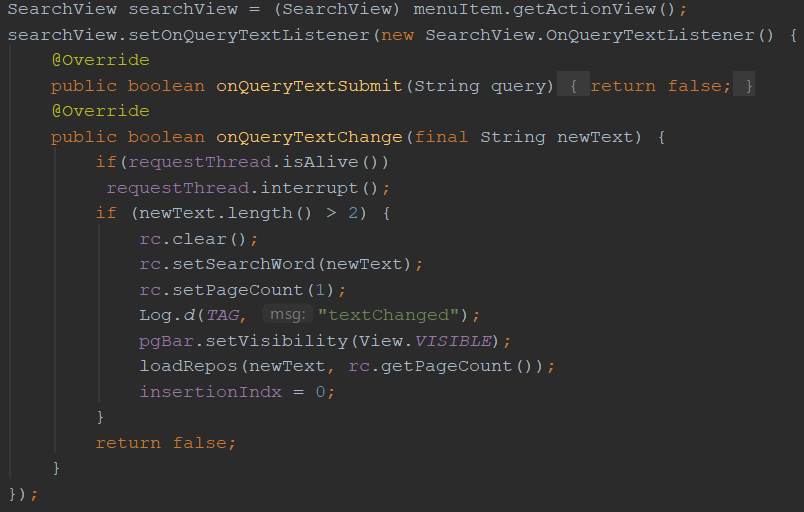 SearchView searchView = (SearchView) menuItem.getActionView();
searchView.setOnQueryTextListener(new SearchView.OnQueryTextListener() {
    @Override
    public boolean onQueryTextSubmit(String query) { return false; }
    @Override
    public boolean onQueryTextChange(final String newText) {
        if(requestThread.isAlive())
         requestThread.interrupt();
        if (newText.length() > 2) {
            rc.clear();
            rc.setSearchWord(newText);
            rc.setPageCount(1);
            Log.d(TAG, msg: "textChanged");
            pgBar.setVisibility(View.VISIBLE);
            loadRepos(newText, rc.getPageCount());
            insertionIndx = 0;
        }
        return false;
    }
});